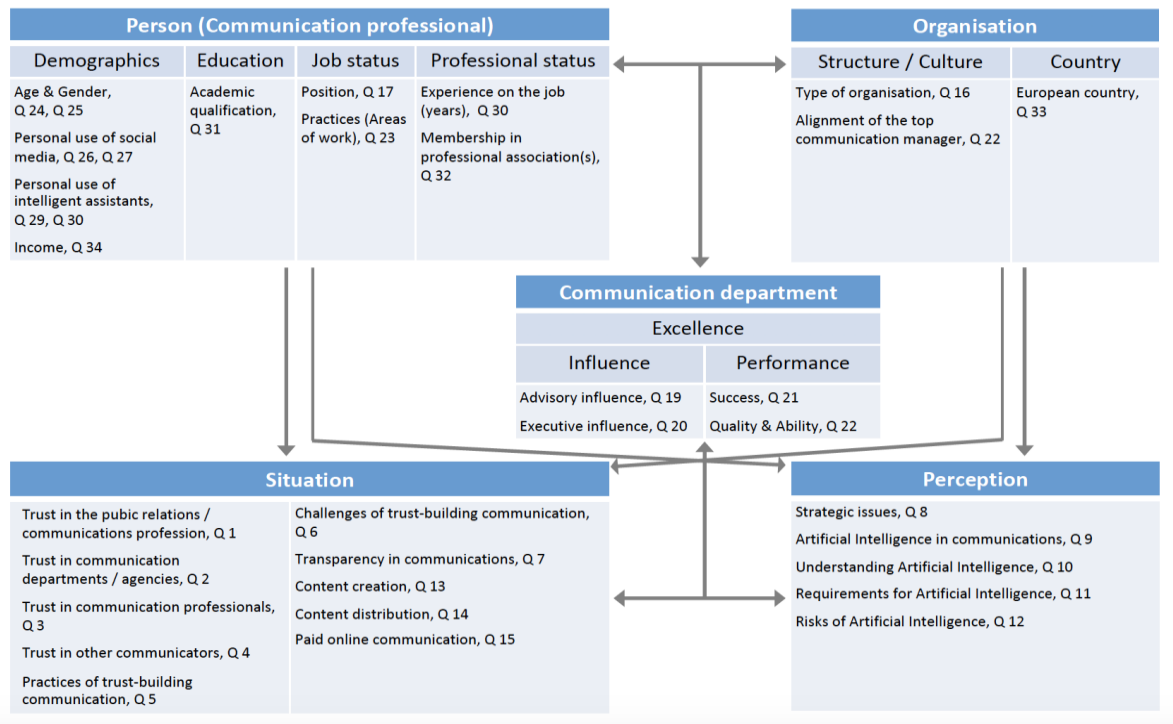 Person (Communication professional)
Demographics
Education
Job status
Professional status
Age & Gender,
Q 24, Q 25
Personal use of social
media, Q 26, Q 27
Personal use of
intelligent assistants,
Q 29, Q 30
Income, Q 34
Academic
qualification,
Q 31
Position, Q 17
Practices (Areas
of work), Q 23
Experience on the job
(years), Q 30
Membership in
professional association(s),
Q 32
Organisation
Structure / Culture
Country
Type of organisation, Q 16
Alignment of the top
communication manager, Q 22
European country,
Q 33
Communication department
Excellence
Influence
Performance
Advisory influence, Q 19
Executive influence, Q 20
Success, Q 21
Quality & Ability, Q 22
Situation
Trust in the pubic relations /
communications profession, Q 1
Trust in communication
departments / agencies, Q 2
Trust in communication professionals,
Q 3
Trust in other communicators, Q 4
Practices of trust-building
communication, Q 5
Challenges of trust-building communication,
Q 6
Transparency in communications, Q 7
Content creation, Q 13
Content distribution, Q 14
Paid online communication, Q 15
Perception
Strategic issues, Q 8
Artificial Intelligence in communications, Q 9
Understanding Artificial Intelligence, Q 10
Requirements for Artificial Intelligence, Q 11
Risks of Artificial Intelligence, Q 12